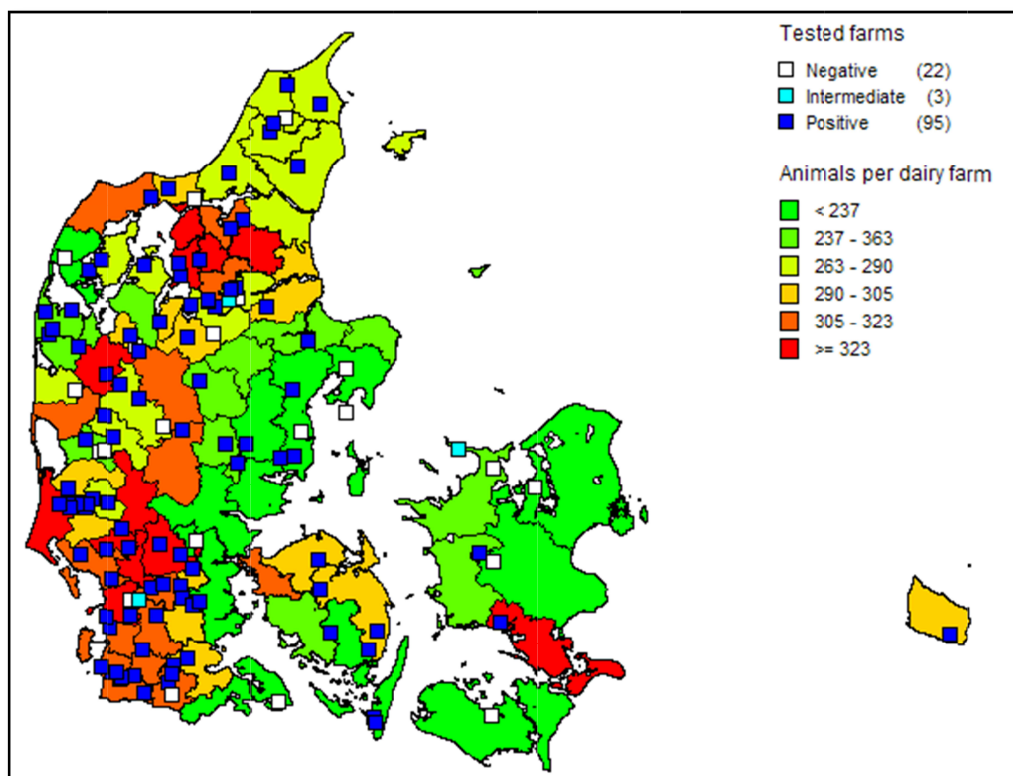 Tested farms
Negative (22)
Intermediate (3)
Positive (95)
Animals per dairy farm
< 237
237 - 363
263 - 290
290 - 305
305 - 323
>= 323